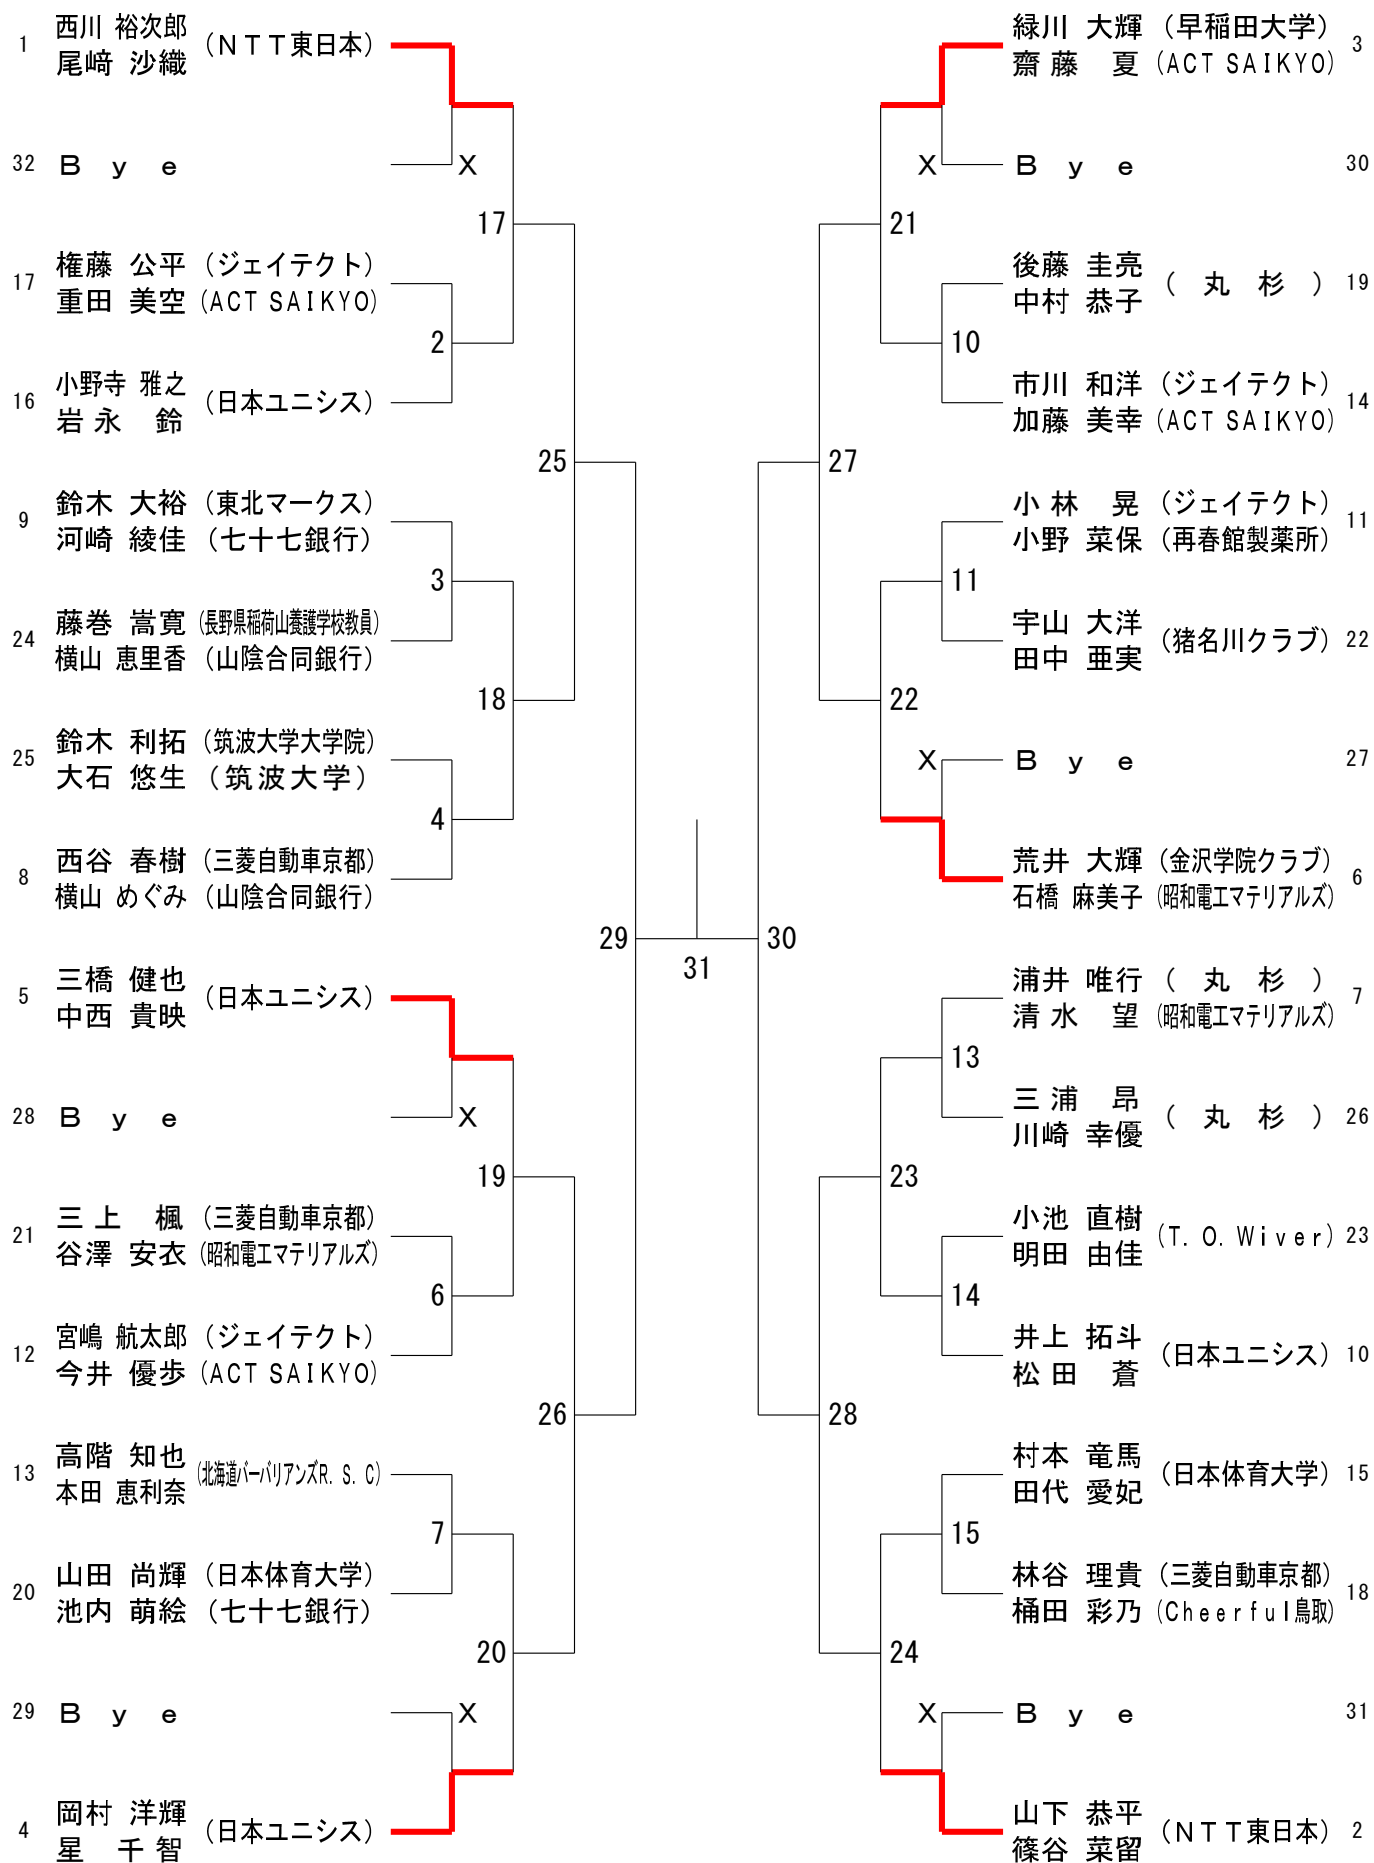 1 西川 裕次郎 (ＮＴＴ東日本)
尾﨑 沙織
32 Ｂｙｅ X
17
17 権藤 公平 (ジェイテクト)
重田 美空 (ACT SAIKYO)
2
16 小野寺 雅之 (日本ユニシス)
岩永 鈴
25
9 鈴木 大裕 (東北マークス)
河崎 綾佳 (七十七銀行)
3
24 藤巻 嵩寛 (長野県稲荷山養護学校教員)
横山 恵里香 (山陰合同銀行)
18
25 鈴木 利拓 (筑波大学大学院)
大石 悠生 (筑波大学)
4
8 西谷 春樹 (三菱自動車京都)
横山 めぐみ (山陰合同銀行)
29
5 三橋 健也 (日本ユニシス)
中西 貴映
28 Ｂｙｅ X
19
21 三上 楓 (三菱自動車京都)
谷澤 安衣 (昭和電工マテリアルズ)
6
12 宮嶋 航太郎 (ジェイテクト)
今井 優歩 (ACT SAIKYO)
26
13 高階 知也 (北海道バーバリアンズR.S.C)
本田 恵利奈
7
20 山田 尚輝 (日本体育大学)
池内 萌絵 (七十七銀行)
20
29 Ｂｙｅ X
4 岡村 洋輝 (日本ユニシス)
星 千智
31
緑川 大輝 (早稲田大学) 3
齋藤 夏 (ACT SAIKYO)
X Ｂｙｅ 30
21
後藤 圭亮 (丸杉) 19
中村 恭子
10
市川 和洋 (ジェイテクト) 14
加藤 美幸 (ACT SAIKYO)
27
小林 晃 (ジェイテクト) 11
小野 菜保 (再春館製薬所)
11
宇山 大洋 (猪名川クラブ) 22
田中 亜実
22
X Ｂｙｅ 27
荒井 大輝 (金沢学院クラブ) 6
石橋 麻美子 (昭和電工マテリアルズ)
30
浦井 唯行 (丸杉) 7
清水 望 (昭和電工マテリアルズ)
13
三浦 昂 (丸杉) 26
川崎 幸優
23
小池 直樹 (T.O.Wiver) 23
明田 由佳
14
井上 拓斗 (日本ユニシス) 10
松田 蒼
28
村本 竜馬 (日本体育大学) 15
田代 愛妃
15
林谷 理貴 (三菱自動車京都) 18
桶田 彩乃 (Cheerful鳥取)
24
X Ｂｙｅ 31
山下 恭平 (ＮＴＴ東日本) 2
篠谷 菜留